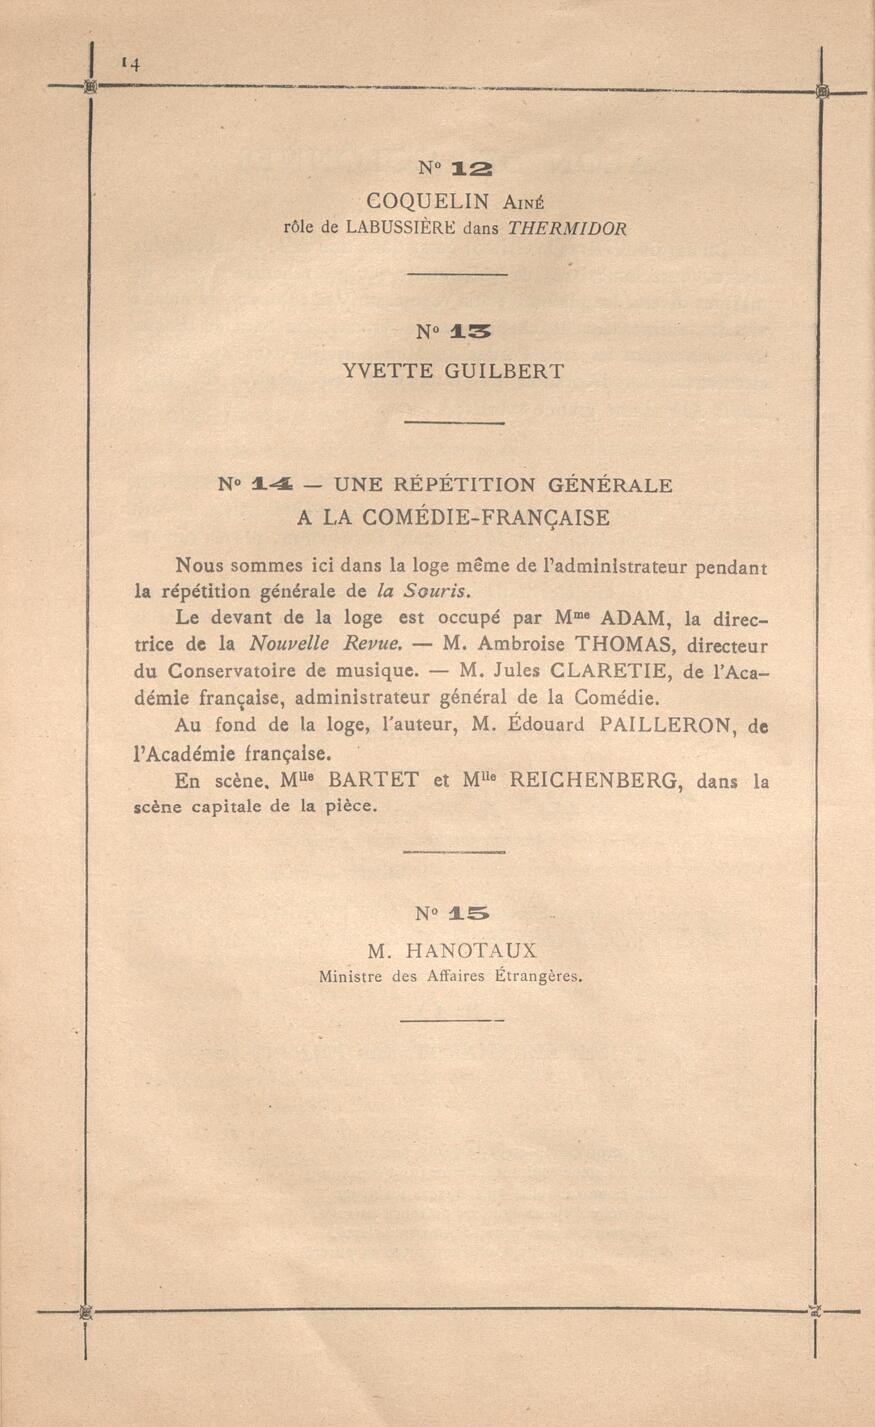 14
Nº 12
COQUELIN AINÉ
rôle de LABUSSIÈRE dans THERMIDOR
Nº 13
YVETTE GUILBERT
Nº 14 — UNE RÉPÉTITION GÉNÉRALE
A LA COMÉDIE-FRANÇAISE
Nous sommes ici dans la loge même de l'administrateur pendant
la répétition générale de la Souris.
Le devant de la loge est occupé par Mme ADAM, la direc-
trice de la Nouvelle Revue. — M. Ambroise THOMAS, directeur
du Conservatoire de musique. — M. Jules CLARETIE, de l'Aca-
démie française, administrateur général de la Comédie.
Au fond de la loge, l'auteur, M. Édouard PAILLERON, de
l'Académie française.
En scène. Mlle BARTET et Mlle REICHENBERG, dans la
scène capitale de la pièce.
Nº 15
M. HANOTAUX
Ministre des Affaires Étrangères.